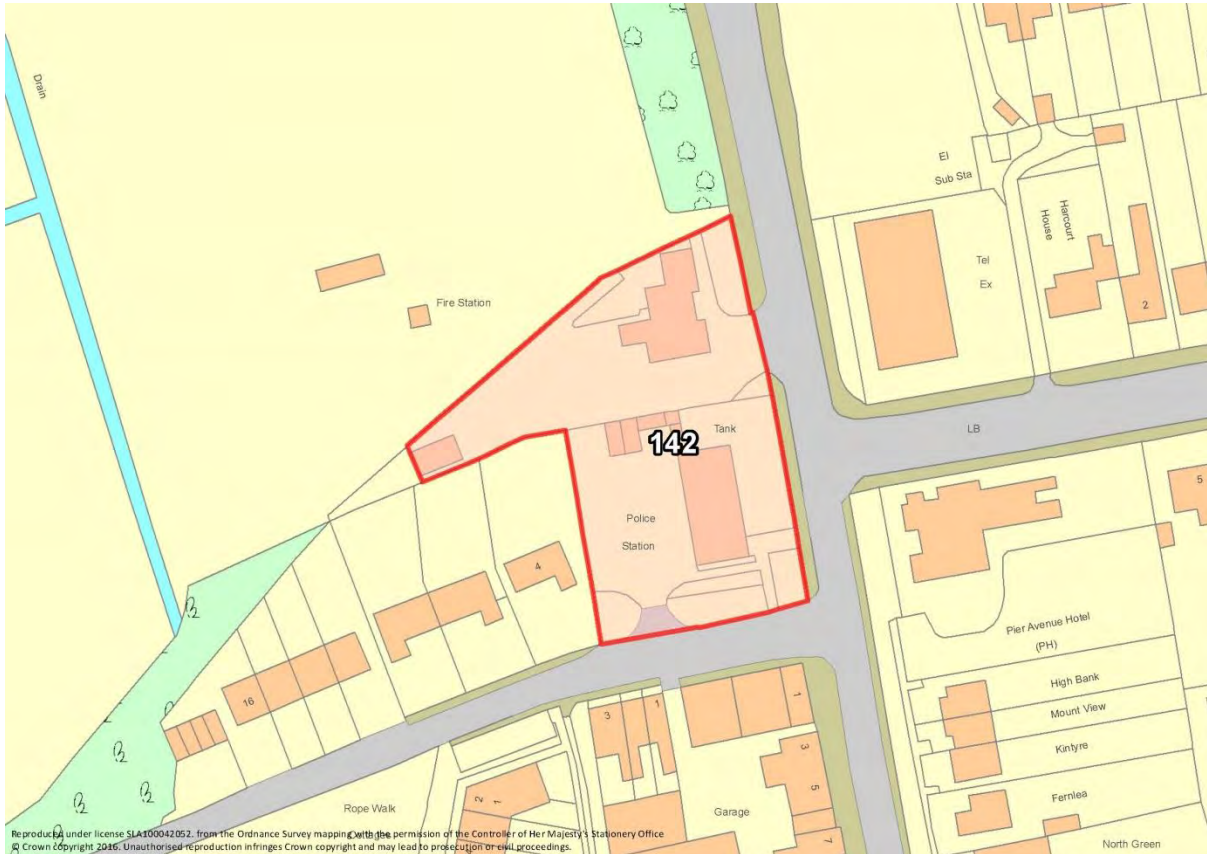 Drain
El
Sub Sta
Harcourt
House
Tel
Ex
2
Fire Station
Tank
142
LB
Police
Station
5
4
Pier Avenue Hotel
(PH)
High Bank
Mount View
Kintyre
Fernlea
North Green
16
3
1
1
3
5
7
Garage
2
1
Rope Walk
Cottages
4
Reproduced under license SLA100042052. from the Ordnance Survey mapping with the permission of the Controller of Her Majesty's Stationery Office
© Crown copyright 2016. Unauthorised reproduction infringes Crown copyright and may lead to prosecution or civil proceedings.